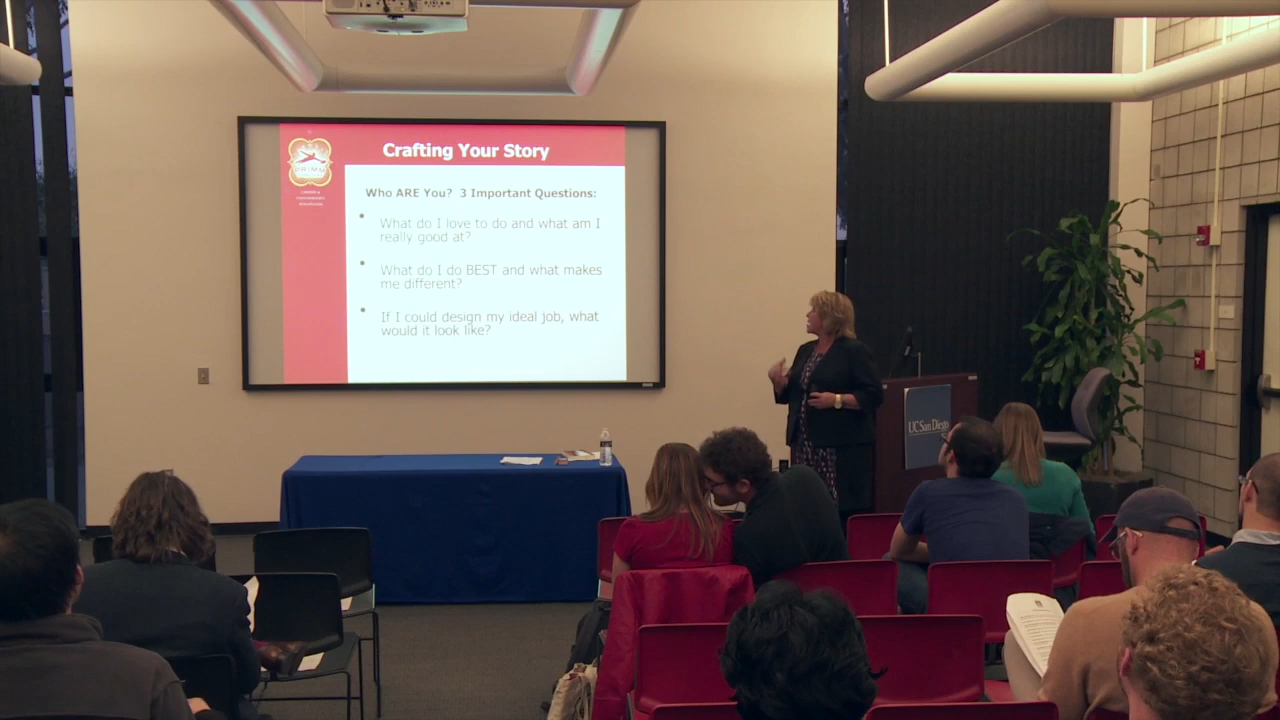 Crafting Your Story
PRIMM
Who ARE You? 3 Important Questions:
• What do I love to do and what am I
really good at?
• What do I do BEST and what makes
me different?
• If I could design my ideal job, what
would it look like?
UC San Diego